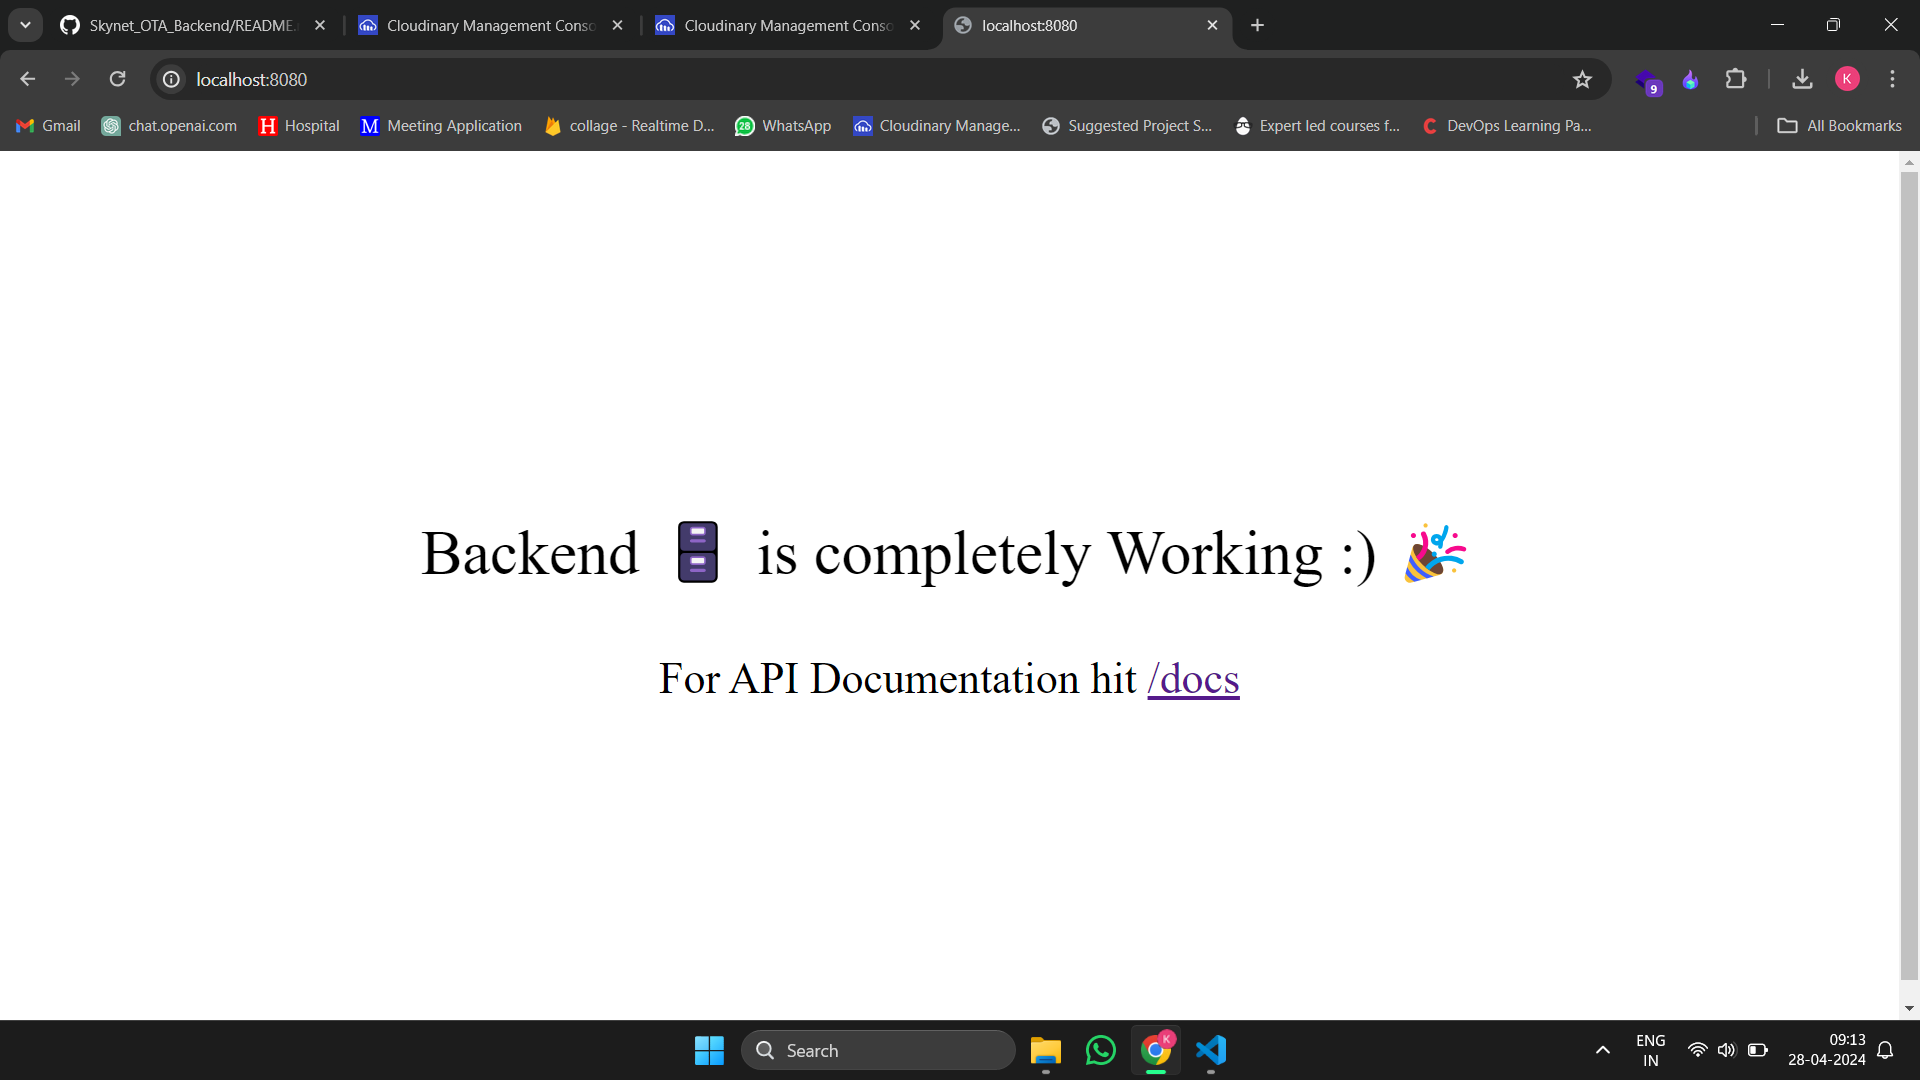 Skynet_OTA_Backend/README.
Cloudinary Management Conso
Cloudinary Management Conso
localhost:8080
localhost:8080
9
K
Gmail
chat.openai.com
H Hospital
M Meeting Application
collage - Realtime D...
28 WhatsApp
Cloudinary Manage...
Suggested Project S...
Expert led courses f...
C DevOps Learning Pa...
All Bookmarks
Backend 🗄 is completely Working :) 🎉
For API Documentation hit /docs
Search
K
ENG
IN
09:13
28-04-2024